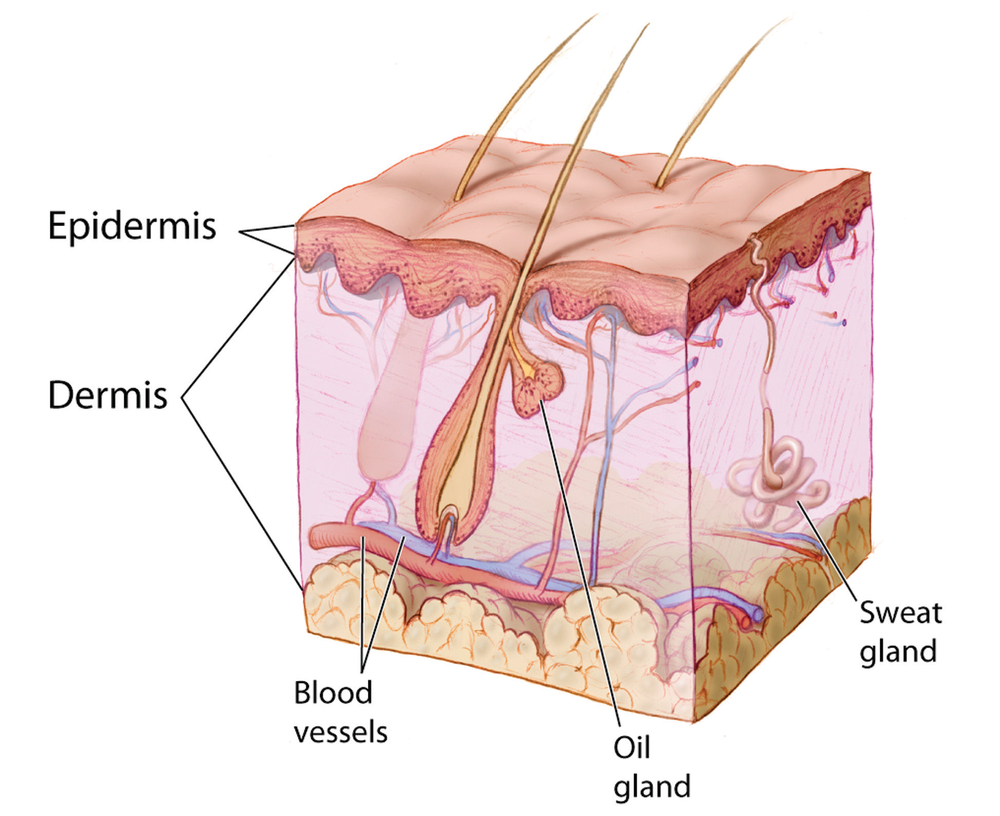 Epidermis
Dermis
Blood
vessels
Oil
gland
Sweat
gland